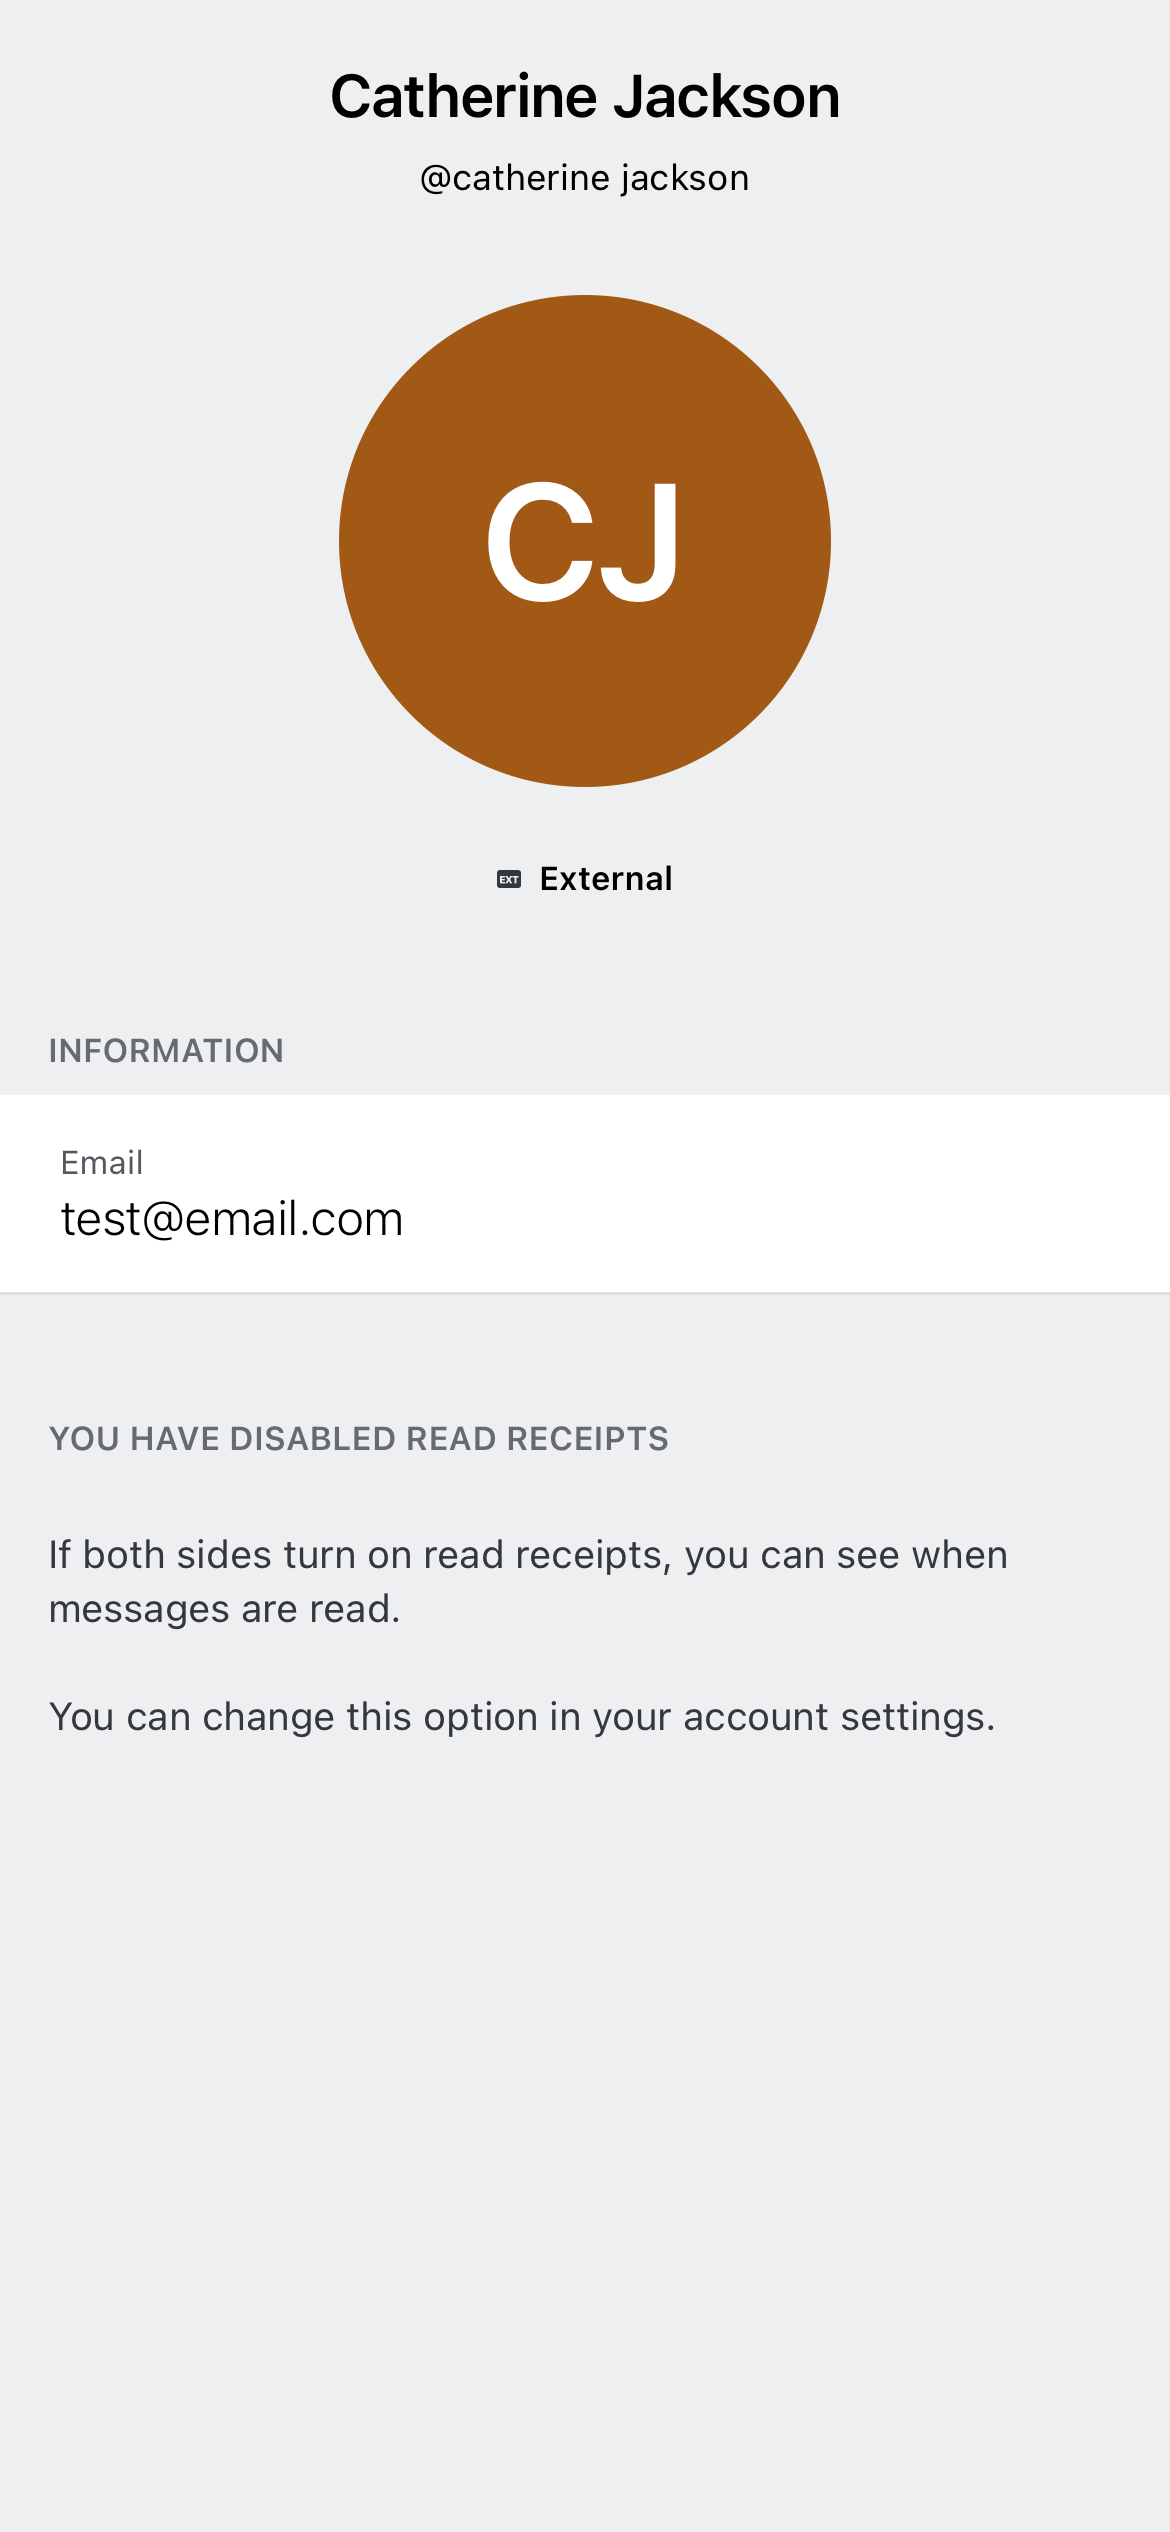 Catherine Jackson
@catherine jackson
CJ
EXT External
INFORMATION
Email
test@email.com
YOU HAVE DISABLED READ RECEIPTS
If both sides turn on read receipts, you can see when
messages are read.
You can change this option in your account settings.